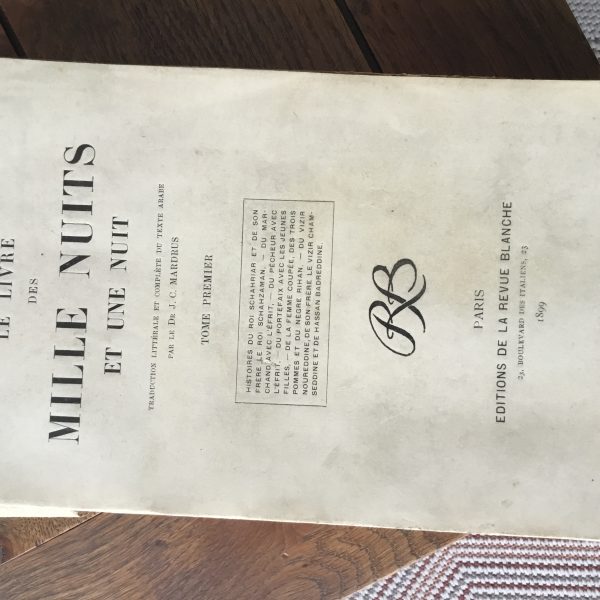 LE LIVRE
DES
MILLE NUITS
ET UNE NUIT
TRADUCTION LITTÉRALE ET COMPLÈTE DU TEXTE ARABE
PAR LE Dr J. C. MARDRUS
TOME PREMIER
HISTOIRES DU ROI SCHAHRIAR ET DE SON
FRÈRE LE ROI SCHAHZAMAN. — DU MAR-
CHAND AVEC L'ÉFRIT. — DU PÊCHEUR AVEC
L'ÉFRIT — DU PORTEFAIX AVEC LES JEUNES
FILLES. — DE LA FEMME COUPÉE, DES TROIS
POMMES ET DU NÈGRE RIHAN. — DU VIZIR
NOUREDDINE, DE SON FRÈRE LE VIZIR CHAM-
SEDDINE ET DE HASSAN BADREDDINE.
RB
PARIS
EDITIONS DE LA REVUE BLANCHE
23, BOULEVARD DES ITALIENS, 23
1899